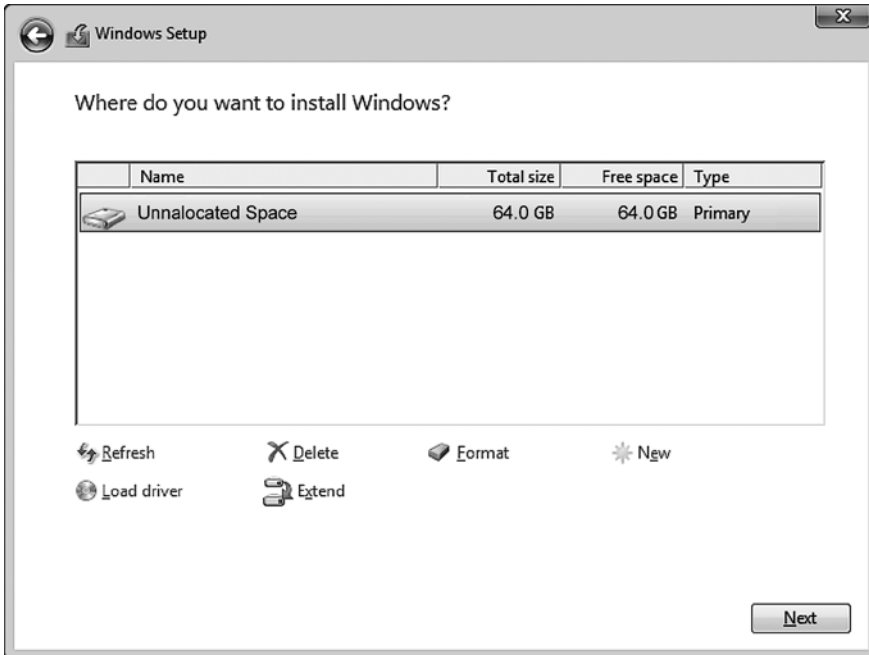 Windows Setup
Where do you want to install Windows?
Name Total size Free space Type
Unnalocated Space 64.0 GB 64.0 GB Primary
Refresh Delete Format New
Load driver Extend
Next